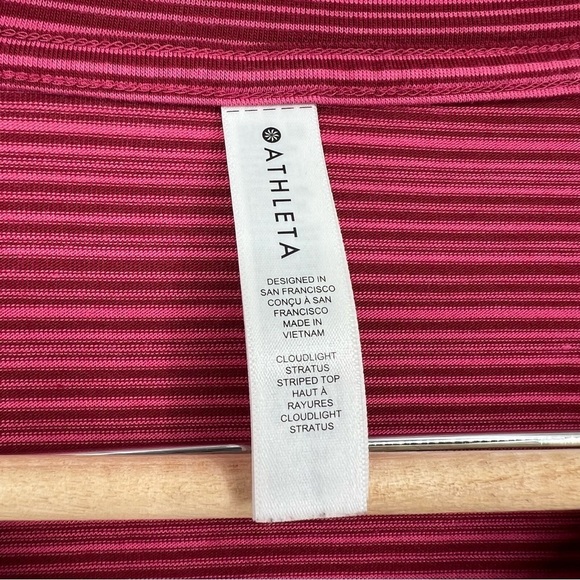 ATHLETA
DESIGNED IN
SAN FRANCISCO
CONÇU À SAN
FRANCISCO
MADE IN
VIETNAM
CLOUDLIGHT
STRATUS
STRIPED TOP
HAUT À
RAYURES
CLOUDLIGHT
STRATUS